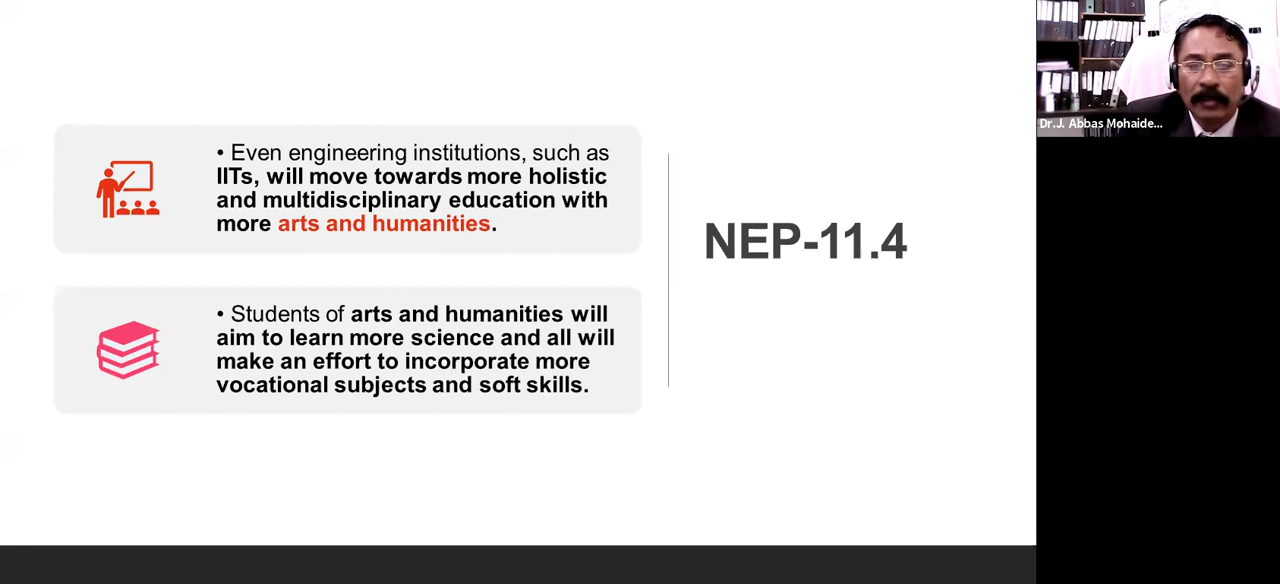 • Even engineering institutions, such as
IITs, will move towards more holistic
and multidisciplinary education with
more arts and humanities.
• Students of arts and humanities will
aim to learn more science and all will
make an effort to incorporate more
vocational subjects and soft skills.
NEP-11.4
Dr.J. Abbas Mohaide...